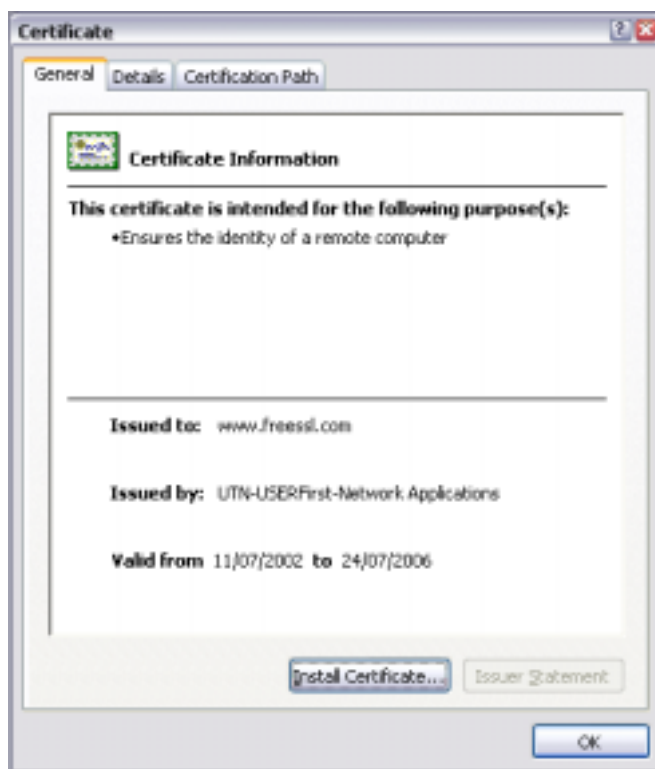 Certificate
General Details Certification Path
Certificate Information
This certificate is intended for the following purpose(s):
•Ensures the identity of a remote computer
Issued to: www.freessl.com
Issued by: UTN-USERFirst-Network Applications
Valid from 11/07/2002 to 24/07/2006
Install Certificate... Issuer Statement
OK